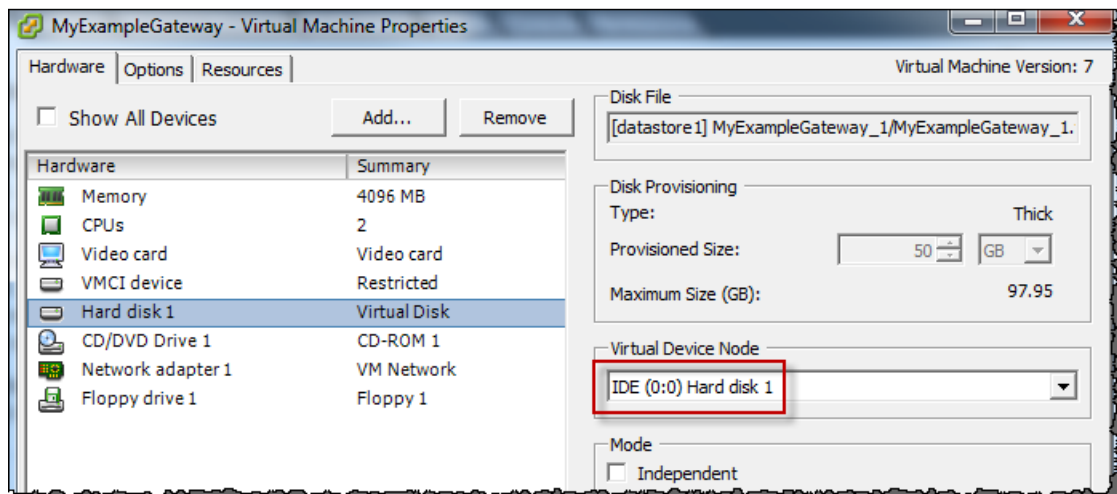 MyExampleGateway - Virtual Machine Properties
Hardware Options Resources
Virtual Machine Version: 7
Show All Devices
Add...
Remove
Hardware Summary
Memory 4096 MB
CPUs 2
Video card Video card
VMCI device Restricted
Hard disk 1 Virtual Disk
CD/DVD Drive 1 CD-ROM 1
Network adapter 1 VM Network
Floppy drive 1 Floppy 1
Disk File
[datastore1] MyExampleGateway_1/MyExampleGateway_1.
Disk Provisioning
Type: Thick
Provisioned Size: 50 GB
Maximum Size (GB): 97.95
Virtual Device Node
IDE (0:0) Hard disk 1
Mode
Independent